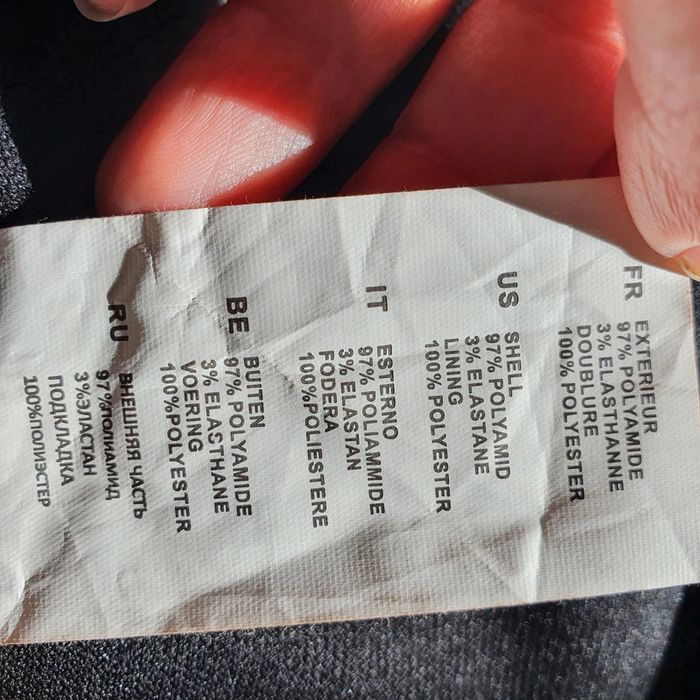 FR EXTERIEUR
97% POLYAMIDE
3% ELASTHANNE
DOUBLURE
100% POLYESTER
US SHELL
97% POLYAMID
3% ELASTANE
LINING
100% POLYESTER
IT ESTERNO
97% POLIAMMIDE
3% ELASTAN
FODERA
100%POLIESTERE
BE BUITEN
97% POLYAMIDE
3% ELASTHANE
VOERING
100%POLYESTER
RU ВНЕШНЯЯ ЧАСТЬ
97%ПОЛИАМИД
3%ЭЛАСТАН
ПОДКЛАДКА
100%ПОЛИЭСТЕР